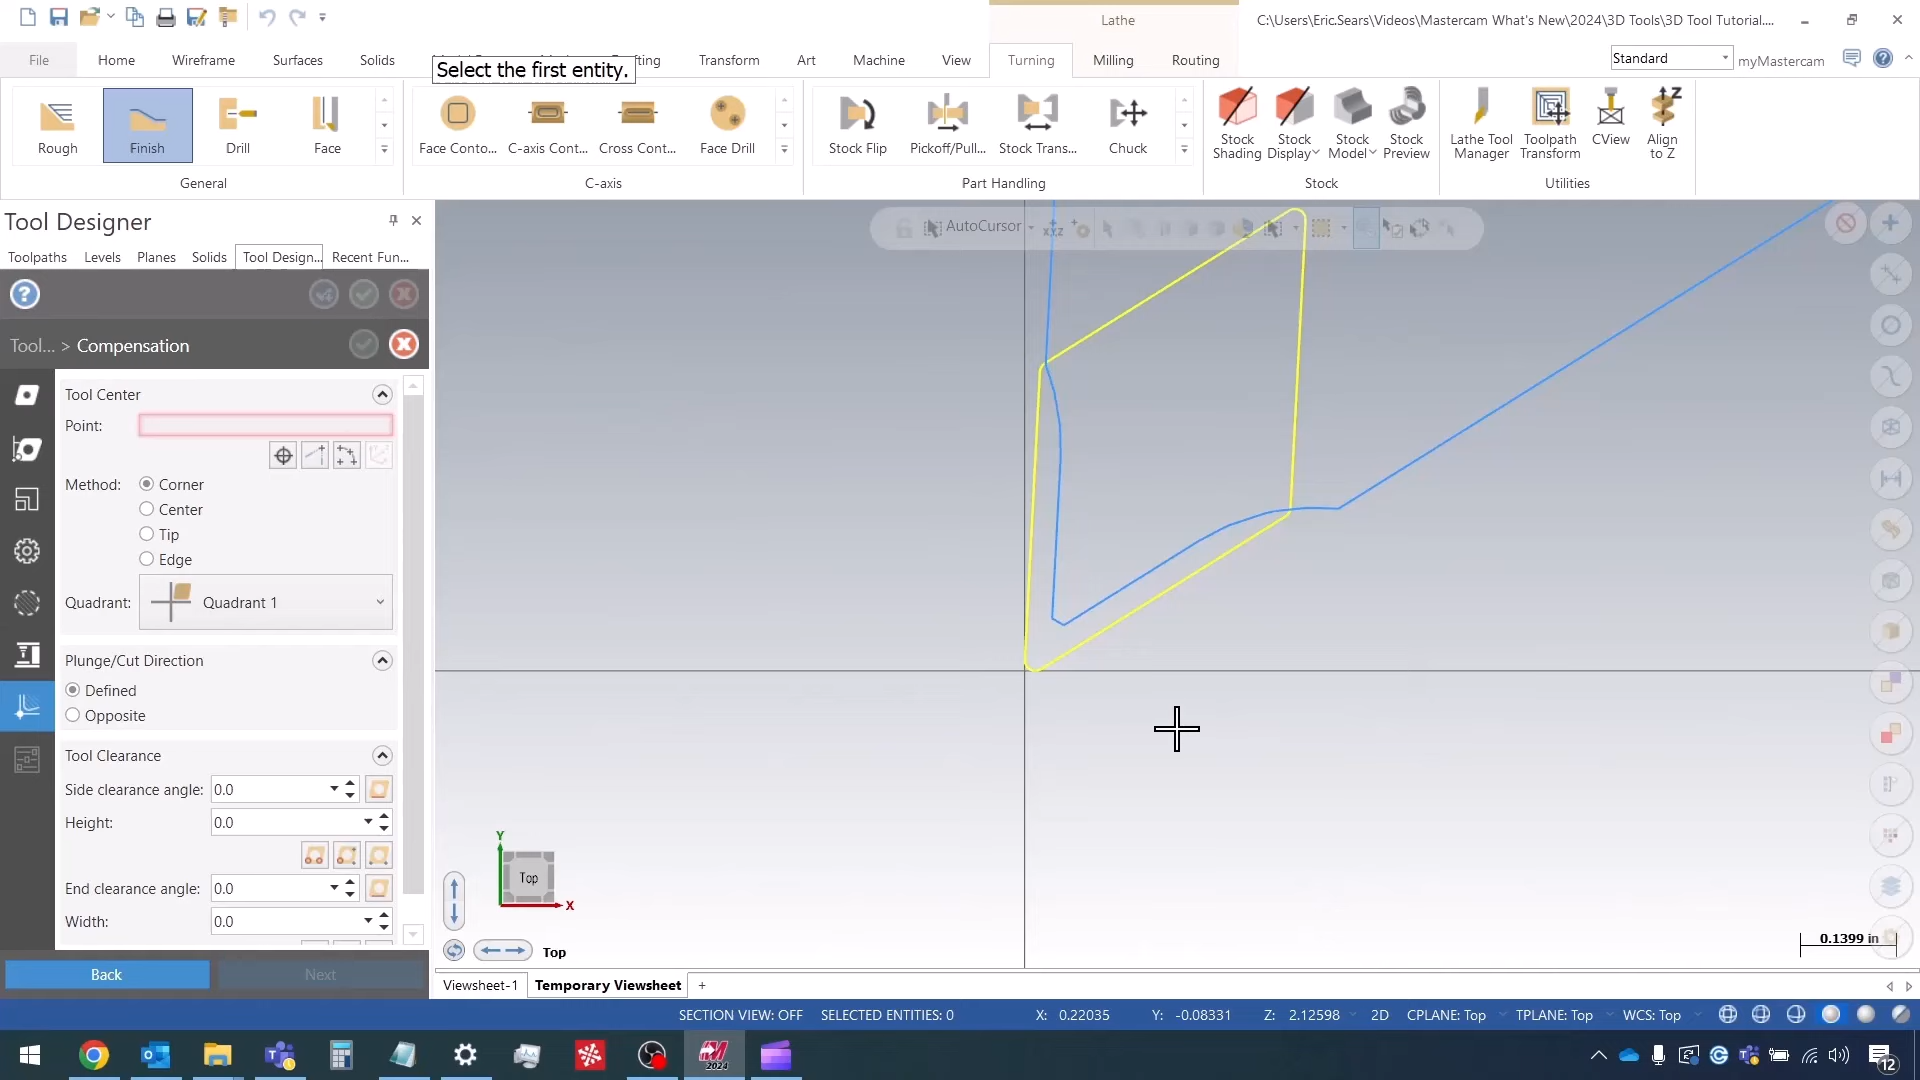 Lathe
C:\Users\Eric.Sears\Videos\Mastercam What's New\2024\3D Tools\3D Tool Tutorial....
File Home Wireframe Surfaces Solids Transform Art Machine View Turning Milling Routing
Select the first entity.
Standard
myMastercam
Rough Finish Drill Face
Face Conto... C-axis Cont... Cross Cont... Face Drill
Stock Flip Pickoff/Pull... Stock Trans... Chuck
Stock Shading Stock Display Stock Model Stock Preview
Lathe Tool Manager Toolpath Transform CView Align to Z
General C-axis Part Handling Stock Utilities
Tool Designer
Toolpaths Levels Planes Solids Tool Design... Recent Fun...
AutoCursor
Tool... > Compensation
Tool Center
Point:
Method: Corner
Center
Tip
Edge
Quadrant: Quadrant 1
Plunge/Cut Direction
Defined
Opposite
Tool Clearance
Side clearance angle: 0.0
Height: 0.0
End clearance angle: 0.0
Width: 0.0
Back Next
Y
Top
X
Top
0.1399 in
Viewsheet-1 Temporary Viewsheet +
SECTION VIEW: OFF SELECTED ENTITIES: 0 X: 0.22035 Y: -0.08331 Z: 2.12598 2D CPLANE: Top TPLANE: Top WCS: Top
2024
12